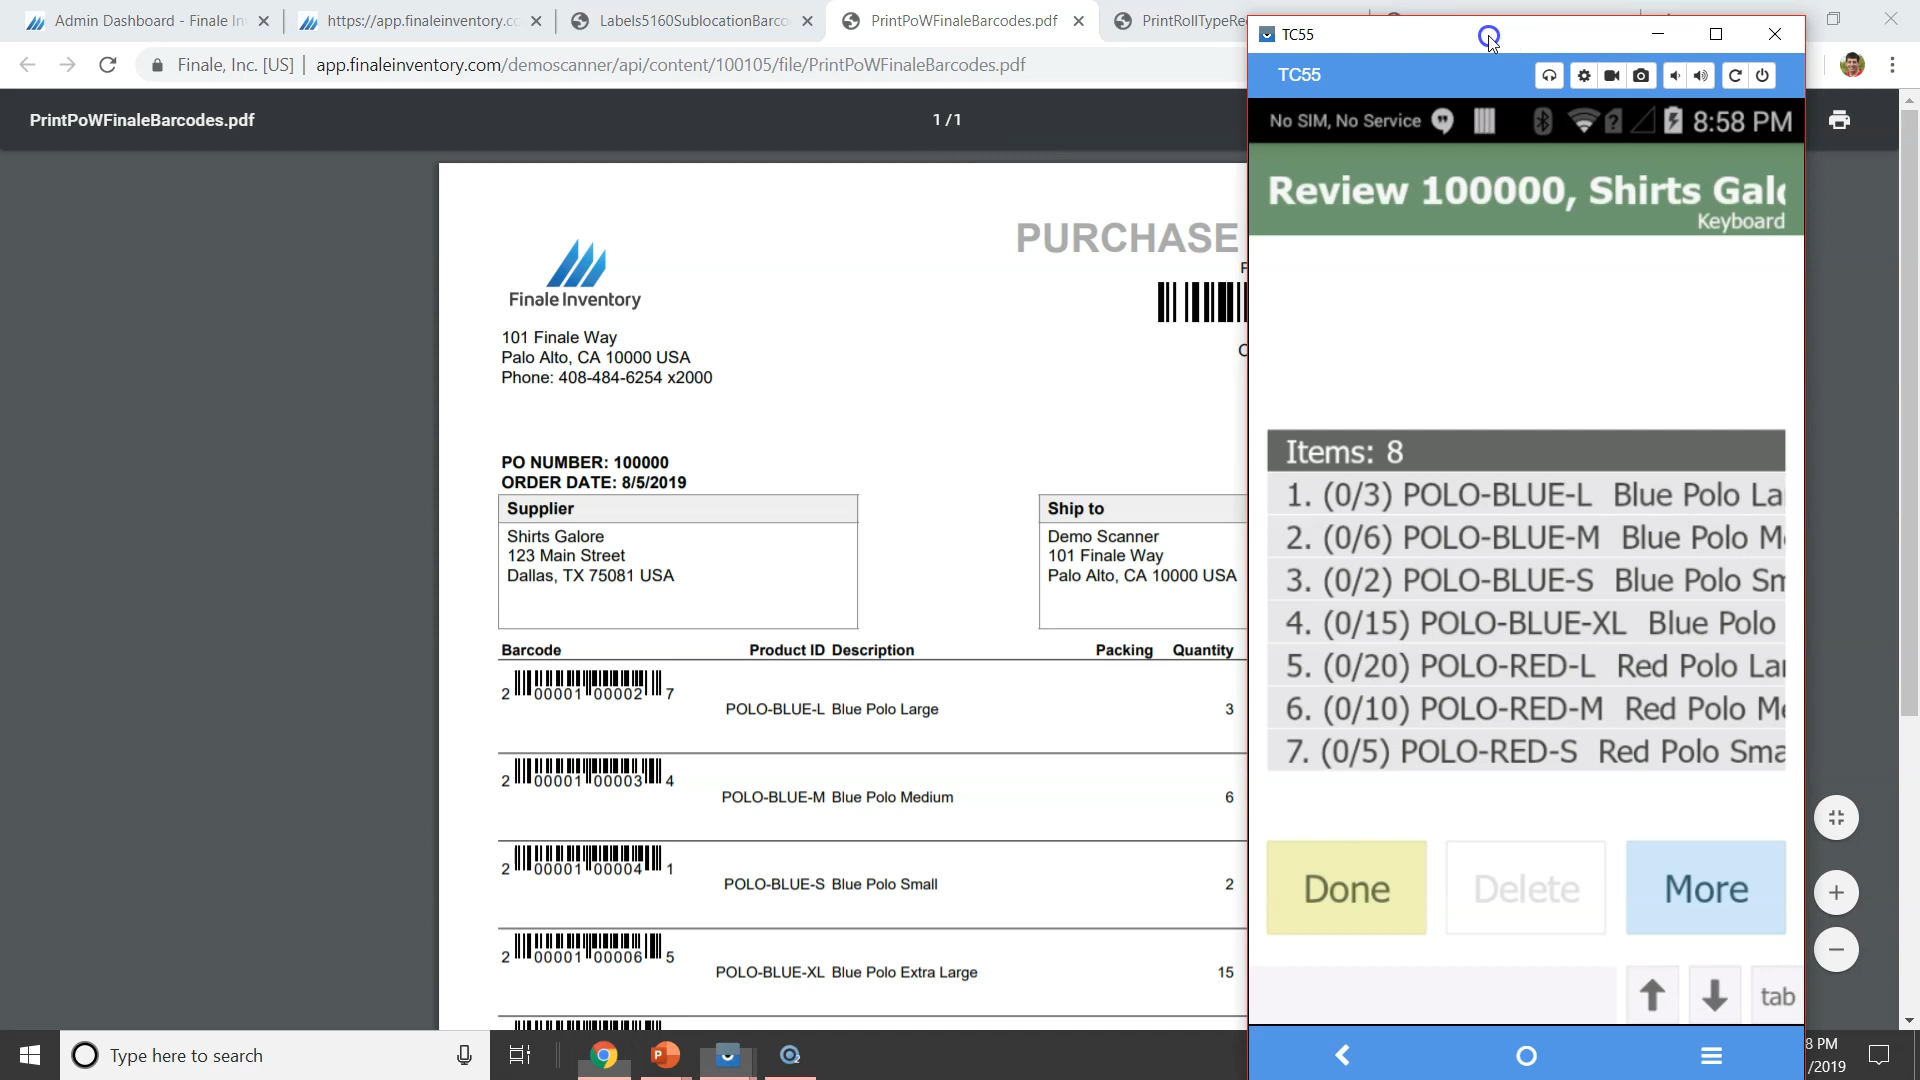 Admin Dashboard - Finale In
https://app.finaleinventory.co
Labels5160SublocationBarco
PrintPoWFinaleBarcodes.pdf
PrintRollTypeRe
Finale, Inc. [US] | app.finaleinventory.com/demoscanner/api/content/100105/file/PrintPoWFinaleBarcodes.pdf
PrintPoWFinaleBarcodes.pdf
1 / 1
PURCHASE
Finale Inventory
101 Finale Way
Palo Alto, CA 10000 USA
Phone: 408-484-6254 x2000
PO NUMBER: 100000
ORDER DATE: 8/5/2019
Supplier
Shirts Galore
123 Main Street
Dallas, TX 75081 USA
Ship to
Demo Scanner
101 Finale Way
Palo Alto, CA 10000 USA
Barcode Product ID Description Packing Quantity
2 00001 00002 7
POLO-BLUE-L Blue Polo Large 3
2 00001 00003 4
POLO-BLUE-M Blue Polo Medium 6
2 00001 00004 1
POLO-BLUE-S Blue Polo Small 2
2 00001 00006 5
POLO-BLUE-XL Blue Polo Extra Large 15
TC55
TC55
No SIM, No Service 8:58 PM
Review 100000, Shirts Galo
Keyboard
Items: 8
1. (0/3) POLO-BLUE-L Blue Polo La
2. (0/6) POLO-BLUE-M Blue Polo M
3. (0/2) POLO-BLUE-S Blue Polo Sm
4. (0/15) POLO-BLUE-XL Blue Polo
5. (0/20) POLO-RED-L Red Polo La
6. (0/10) POLO-RED-M Red Polo Me
7. (0/5) POLO-RED-S Red Polo Sma
Done
Delete
More
tab
Type here to search
8 PM
/2019